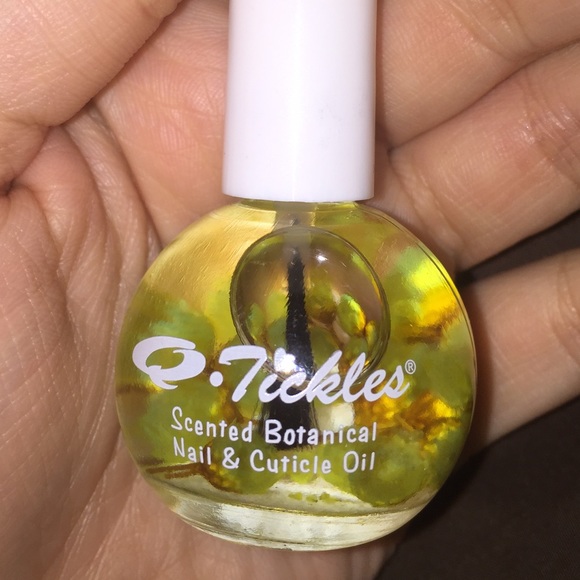 Q.Tickles®
Scented Botanical
Nail & Cuticle Oil